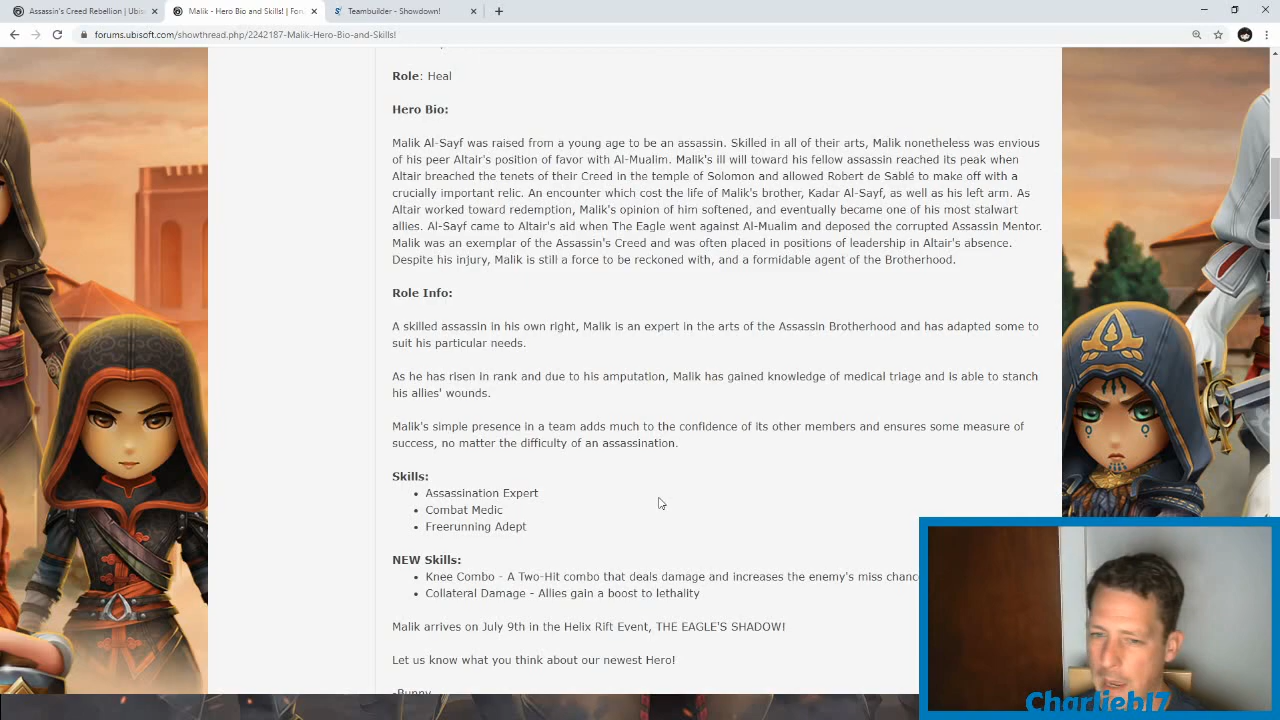 Assassin's Creed Rebellion | Ubis
Malik - Hero Bio and Skills! | Foru
Teambuilder - Showdown!
forums.ubisoft.com/showthread.php/2242187-Malik-Hero-Bio-and-Skills!
Role: Heal
Hero Bio:
Malik Al-Sayf was raised from a young age to be an assassin. Skilled in all of their arts, Malik nonetheless was envious
of his peer Altair's position of favor with Al-Mualim. Malik's ill will toward his fellow assassin reached its peak when
Altair breached the tenets of their Creed in the temple of Solomon and allowed Robert de Sablé to make off with a
crucially important relic. An encounter which cost the life of Malik's brother, Kadar Al-Sayf, as well as his left arm. As
Altair worked toward redemption, Malik's opinion of him softened, and eventually became one of his most stalwart
allies. Al-Sayf came to Altair's aid when The Eagle went against Al-Mualim and deposed the corrupted Assassin Mentor.
Malik was an exemplar of the Assassin's Creed and was often placed in positions of leadership in Altair's absence.
Despite his injury, Malik is still a force to be reckoned with, and a formidable agent of the Brotherhood.
Role Info:
A skilled assassin in his own right, Malik is an expert in the arts of the Assassin Brotherhood and has adapted some to
suit his particular needs.
As he has risen in rank and due to his amputation, Malik has gained knowledge of medical triage and is able to stanch
his allies' wounds.
Malik's simple presence in a team adds much to the confidence of its other members and ensures some measure of
success, no matter the difficulty of an assassination.
Skills:
• Assassination Expert
• Combat Medic
• Freerunning Adept
NEW Skills:
• Knee Combo - A Two-Hit combo that deals damage and increases the enemy's miss chance
• Collateral Damage - Allies gain a boost to lethality
Malik arrives on July 9th in the Helix Rift Event, THE EAGLE'S SHADOW!
Let us know what you think about our newest Hero!
-Bunny
Charlieb17